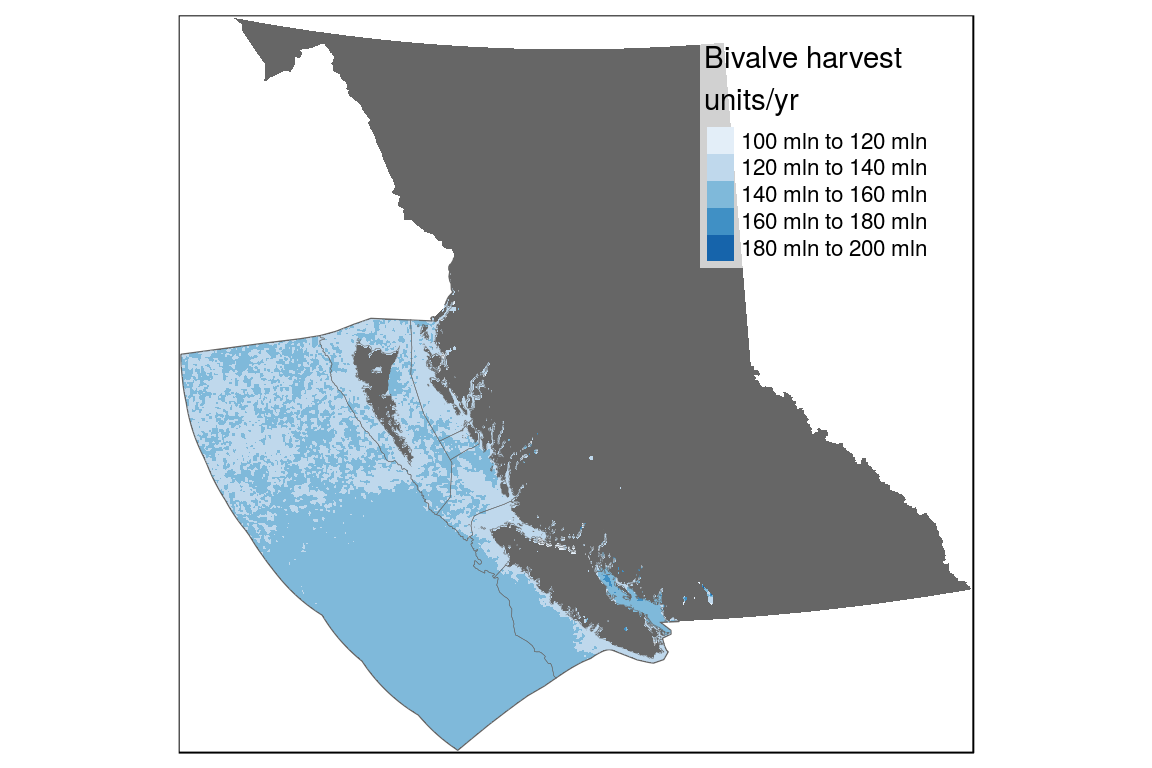 Bivalve harvest
units/yr
100 mln to 120 mln
120 mln to 140 mln
140 mln to 160 mln
160 mln to 180 mln
180 mln to 200 mln